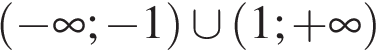 (−∞; −1) ∪ (1; +∞)